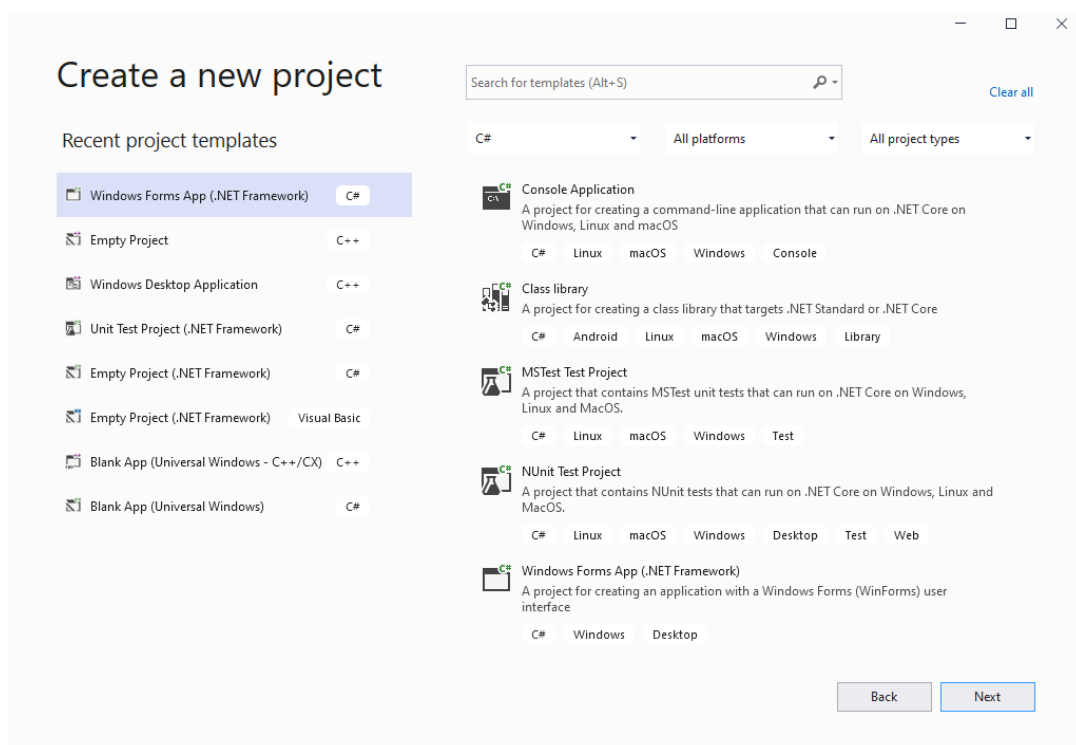 Create a new project
Search for templates (Alt+S)
Clear all
Recent project templates
C#
All platforms
All project types
Windows Forms App (.NET Framework) C#
Empty Project C++
Windows Desktop Application C++
Unit Test Project (.NET Framework) C#
Empty Project (.NET Framework) C#
Empty Project (.NET Framework) Visual Basic
Blank App (Universal Windows - C++/CX) C++
Blank App (Universal Windows) C#
C#
C:\
Console Application
A project for creating a command-line application that can run on .NET Core on
Windows, Linux and macOS
C# Linux macOS Windows Console
C#
Class library
A project for creating a class library that targets .NET Standard or .NET Core
C# Android Linux macOS Windows Library
C#
MSTest Test Project
A project that contains MSTest unit tests that can run on .NET Core on Windows,
Linux and MacOS.
C# Linux macOS Windows Test
C#
NUnit Test Project
A project that contains NUnit tests that can run on .NET Core on Windows, Linux and
MacOS.
C# Linux macOS Windows Desktop Test Web
C#
Windows Forms App (.NET Framework)
A project for creating an application with a Windows Forms (WinForms) user
interface
C# Windows Desktop
Back
Next